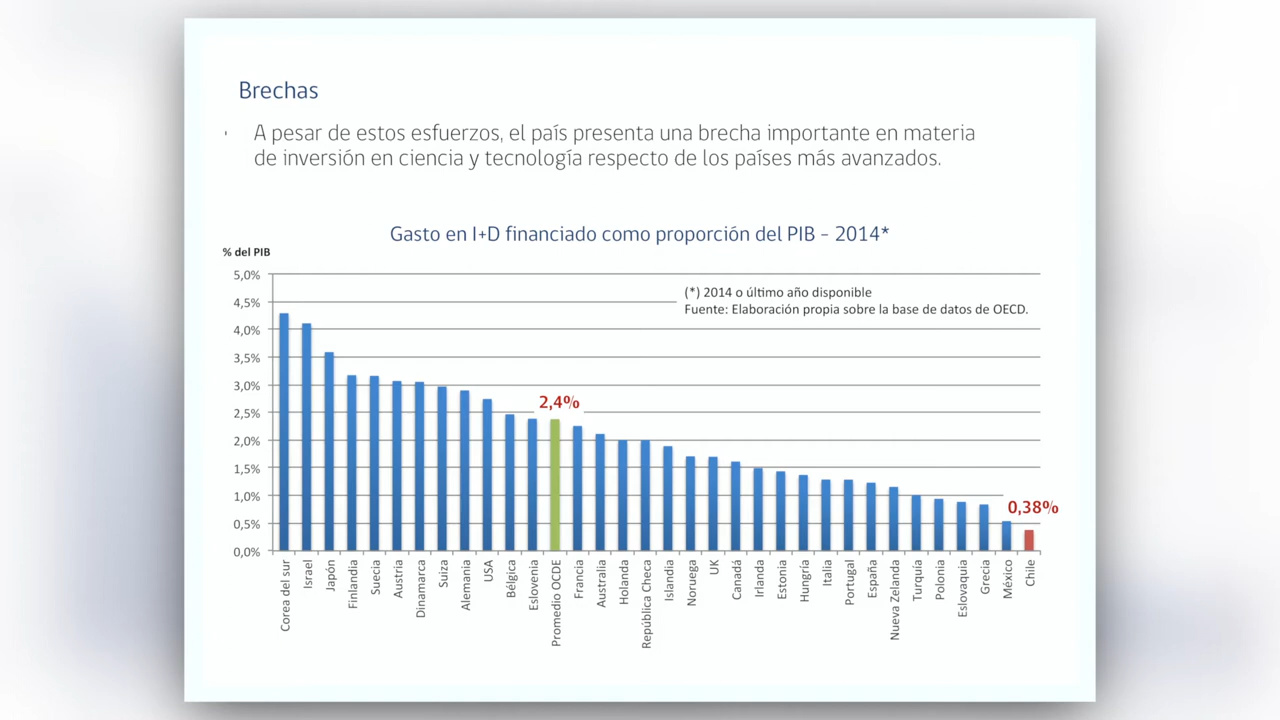 Brechas
A pesar de estos esfuerzos, el país presenta una brecha importante en materia
de inversión en ciencia y tecnología respecto de los países más avanzados.
Gasto en I+D financiado como proporción del PIB – 2014*
% del PIB
5,0%
4,5%
4,0%
3,5%
3,0%
2,5%
2,0%
1,5%
1,0%
0,5%
0,0%
(*) 2014 o último año disponible
Fuente: Elaboración propia sobre la base de datos de OECD.
2,4%
0,38%
Corea del sur
Israel
Japón
Finlandia
Suecia
Austria
Dinamarca
Suiza
Alemania
USA
Bélgica
Eslovenia
Promedio OCDE
Francia
Australia
Holanda
República Checa
Islandia
Noruega
UK
Canadá
Irlanda
Estonia
Hungría
Italia
Portugal
España
Nueva Zelanda
Turquía
Polonia
Eslovaquia
Grecia
México
Chile